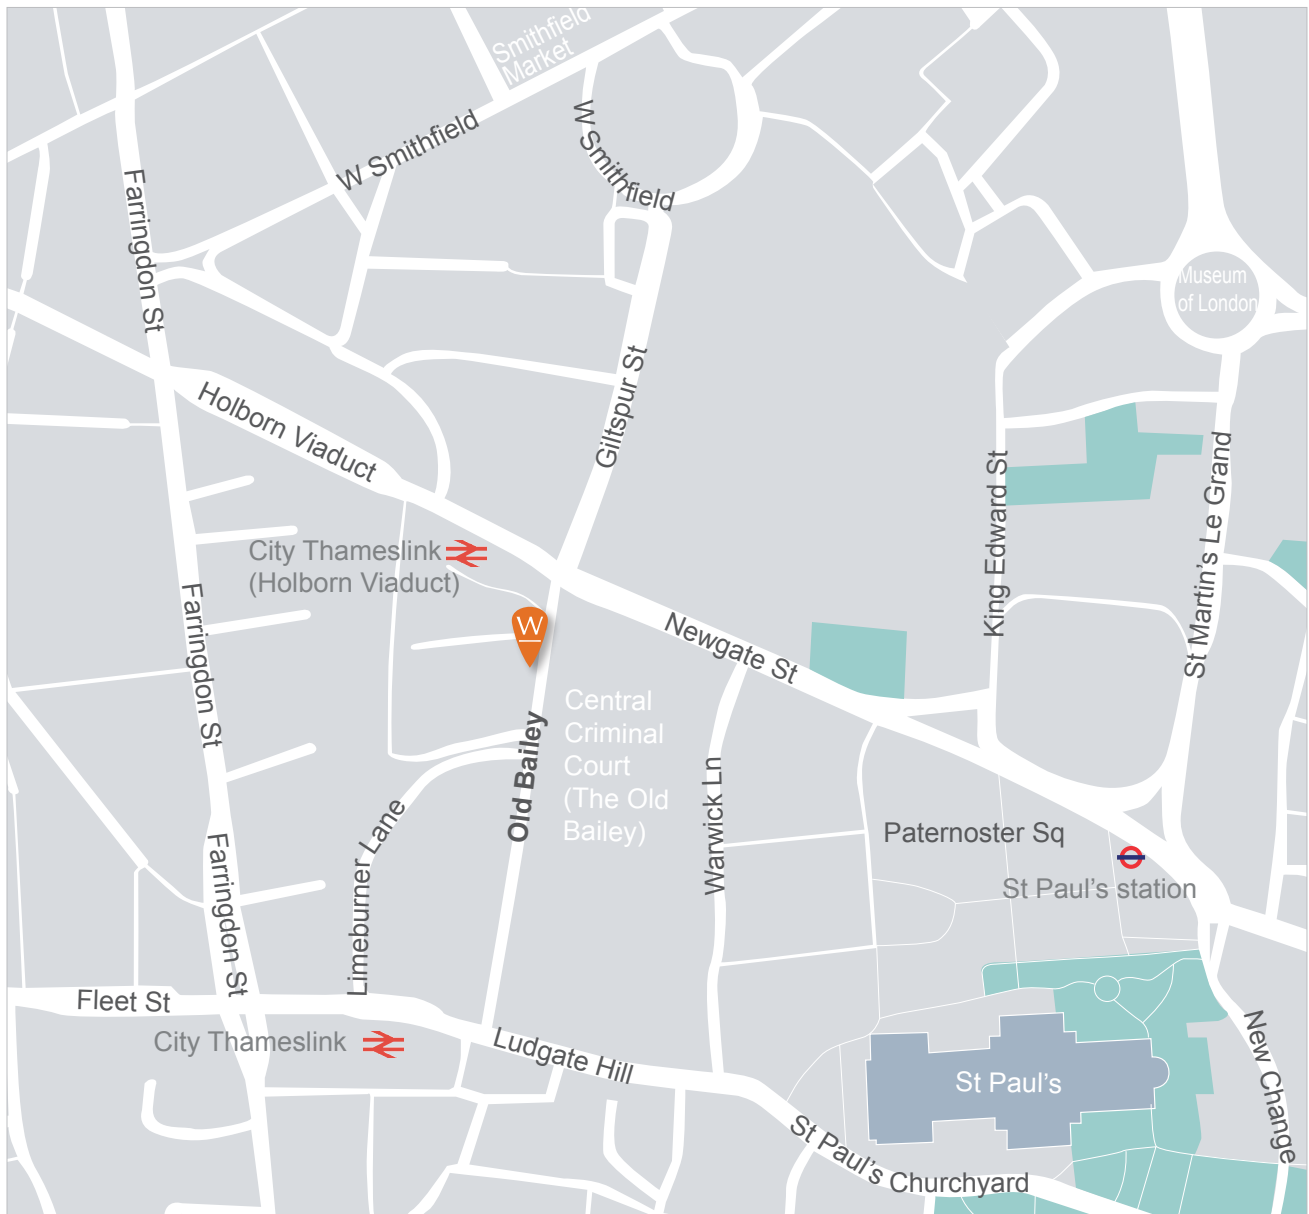 Smithfield
Market
W Smithfield
W Smithfield
Farringdon St
Museum
of London
Holborn Viaduct
Giltspur St
King Edward St
St Martin's Le Grand
City Thameslink
(Holborn Viaduct)
Farringdon St
W
Newgate St
Central
Criminal
Court
(The Old
Bailey)
Old Bailey
Warwick Ln
Limeburner Lane
Farringdon St
Paternoster Sq
St Paul's station
Fleet St
City Thameslink
Ludgate Hill
St Paul's
New Change
St Paul's Churchyard